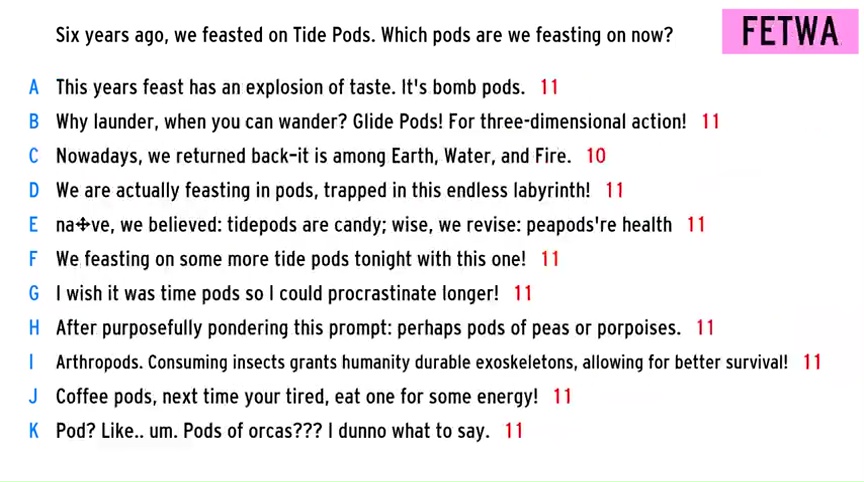 Six years ago, we feasted on Tide Pods. Which pods are we feasting on now?
FETWA
A This years feast has an explosion of taste. It's bomb pods. 11
B Why launder, when you can wander? Glide Pods! For three-dimensional action! 11
C Nowadays, we returned back—it is among Earth, Water, and Fire. 10
D We are actually feasting in pods, trapped in this endless labyrinth! 11
E na✢ve, we believed: tidepods are candy; wise, we revise: peapods're health 11
F We feasting on some more tide pods tonight with this one! 11
G I wish it was time pods so I could procrastinate longer! 11
H After purposefully pondering this prompt: perhaps pods of peas or porpoises. 11
I Arthropods. Consuming insects grants humanity durable exoskeletons, allowing for better survival! 11
J Coffee pods, next time your tired, eat one for some energy! 11
K Pod? Like.. um. Pods of orcas??? I dunno what to say. 11